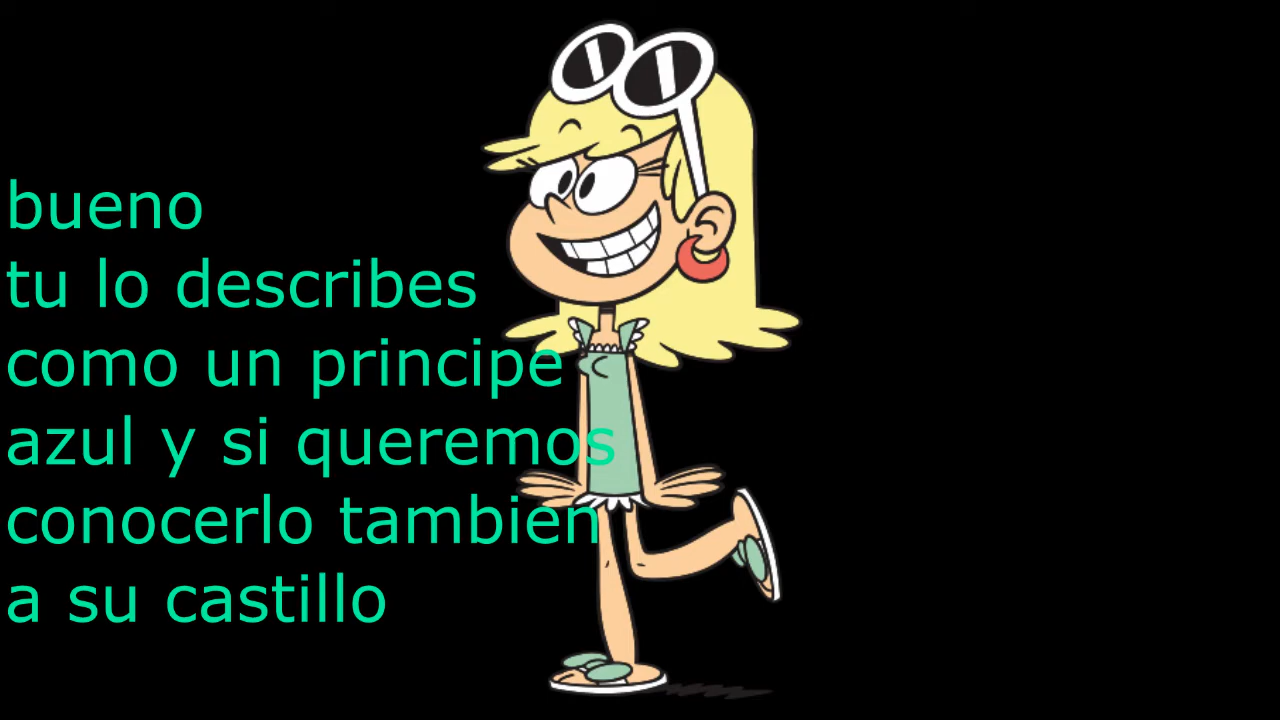 bueno
tu lo describes
como un principe
azul y si queremos
conocerlo tambien
a su castillo